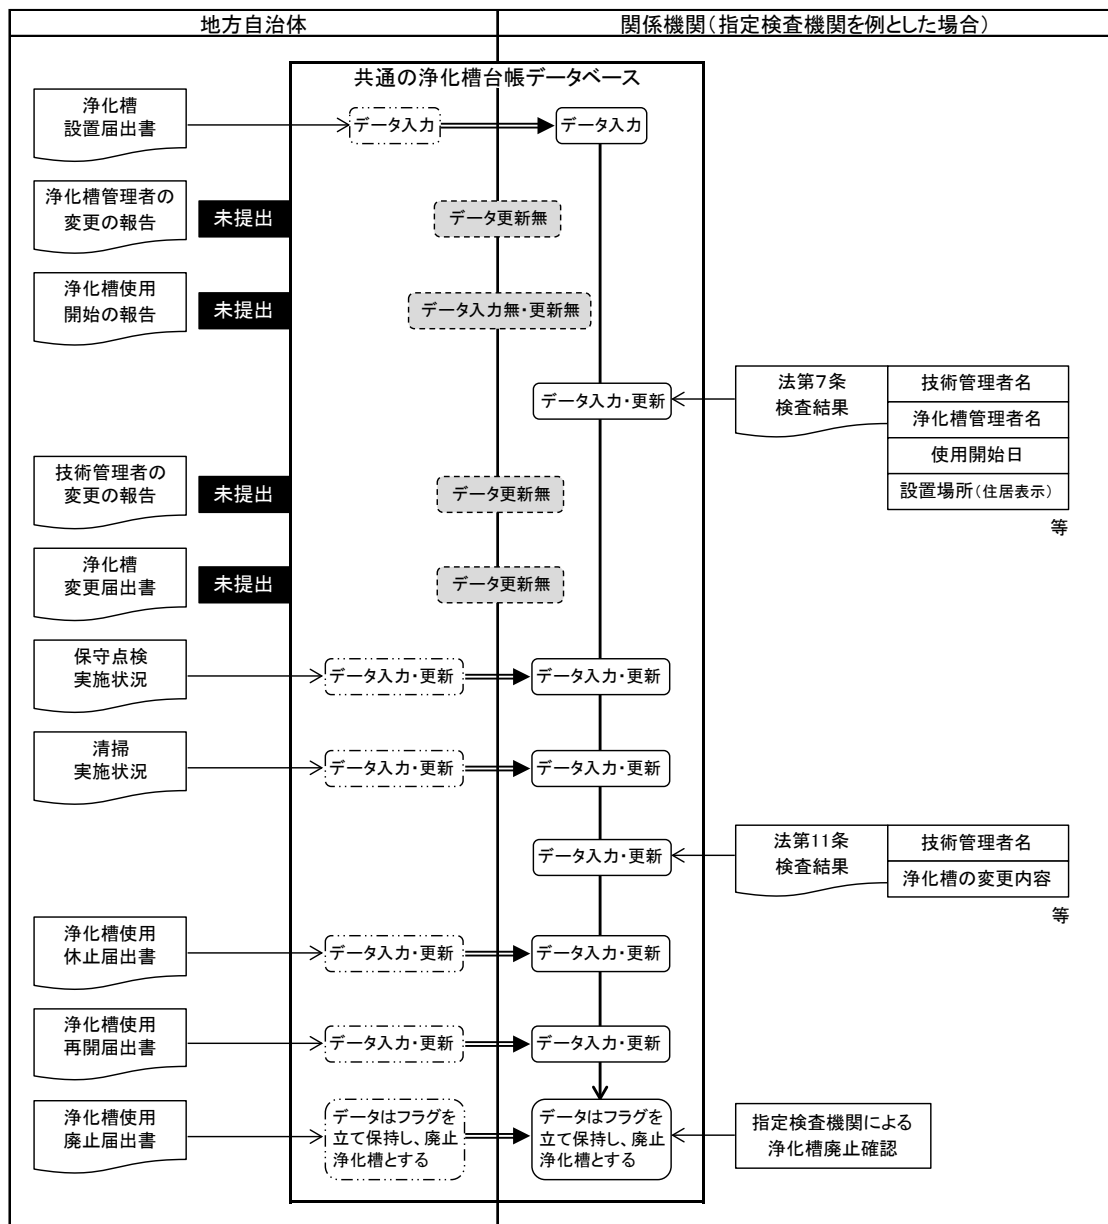 地方自治体
関係機関(指定検査機関を例とした場合)
共通の浄化槽台帳データベース
浄化槽
設置届出書
データ入力
データ入力
浄化槽管理者の
変更の報告
未提出
データ更新無
浄化槽使用
開始の報告
未提出
データ入力無・更新無
データ入力・更新
法第7条
検査結果
技術管理者名
浄化槽管理者名
使用開始日
設置場所(住居表示)
等
技術管理者の
変更の報告
未提出
データ更新無
浄化槽
変更届出書
未提出
データ更新無
保守点検
実施状況
データ入力・更新
データ入力・更新
清掃
実施状況
データ入力・更新
データ入力・更新
データ入力・更新
法第11条
検査結果
技術管理者名
浄化槽の変更内容
等
浄化槽使用
休止届出書
データ入力・更新
データ入力・更新
浄化槽使用
再開届出書
データ入力・更新
データ入力・更新
浄化槽使用
廃止届出書
データはフラグを
立て保持し、廃止
浄化槽とする
データはフラグを
立て保持し、廃止
浄化槽とする
指定検査機関による
浄化槽廃止確認